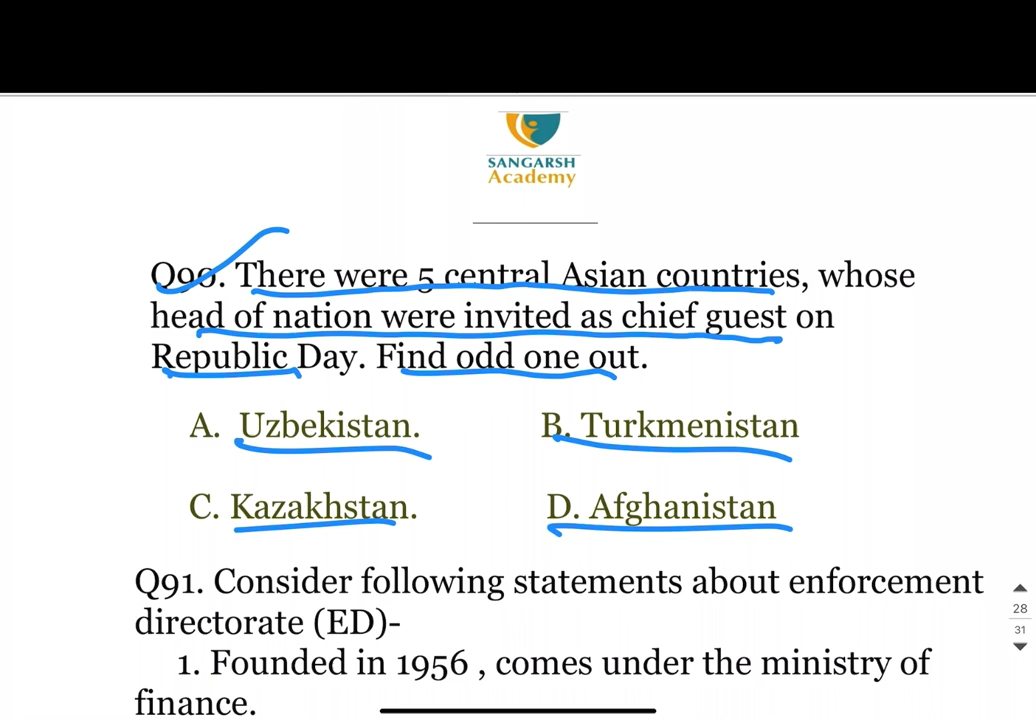 SANGARSH
Academy
Q90. There were 5 central Asian countries, whose
head of nation were invited as chief guest on
Republic Day. Find odd one out.
A. Uzbekistan. B. Turkmenistan
C. Kazakhstan. D. Afghanistan
Q91. Consider following statements about enforcement
directorate (ED)-
1. Founded in 1956 , comes under the ministry of
finance.
28
31